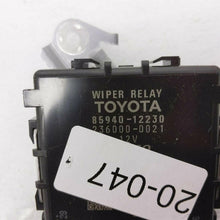 WIPER RELAY
TOYOTA
85940-12230
236000-0021
12V
20-047